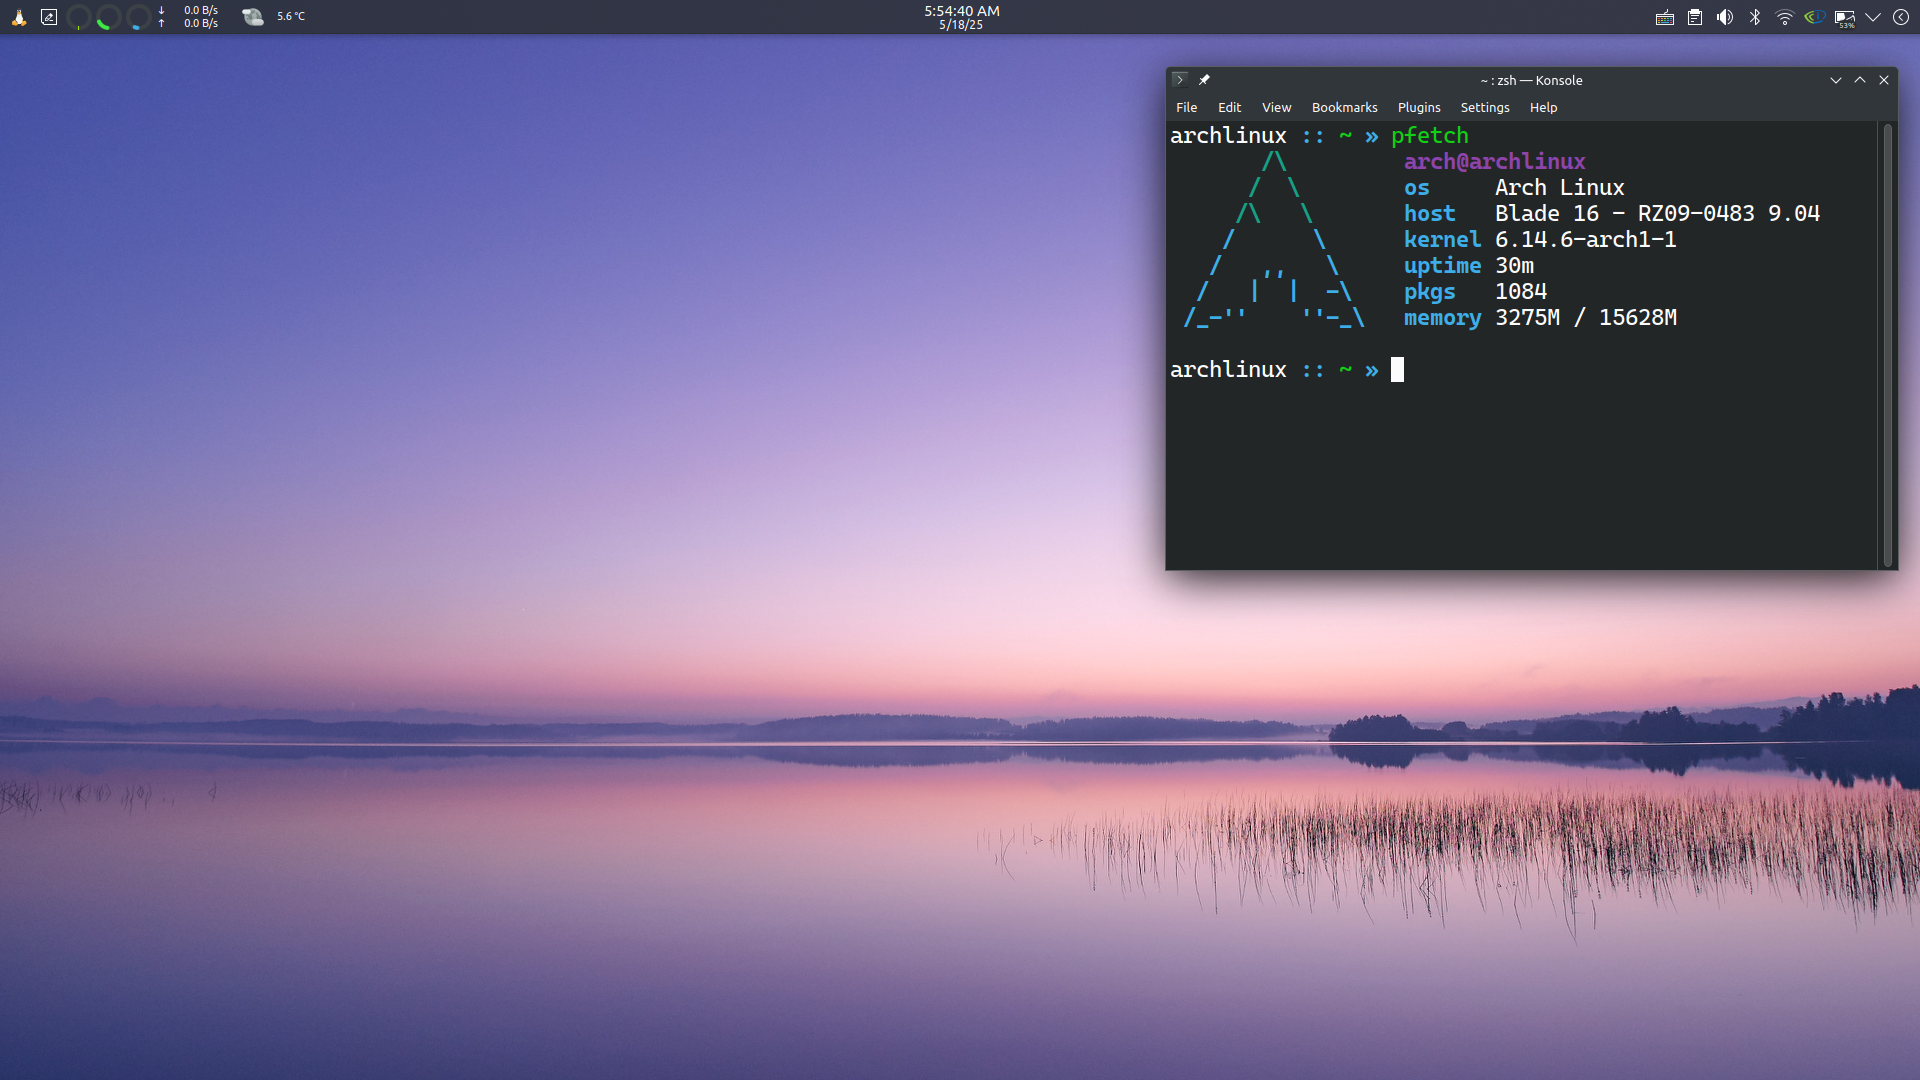 0.0 B/s
0.0 B/s
5.6 °C
5:54:40 AM
5/18/25
53%
~ : zsh — Konsole
File Edit View Bookmarks Plugins Settings Help
archlinux :: ~ » pfetch
arch@archlinux
os Arch Linux
host Blade 16 - RZ09-0483 9.04
kernel 6.14.6-arch1-1
uptime 30m
pkgs 1084
memory 3275M / 15628M
archlinux :: ~ »